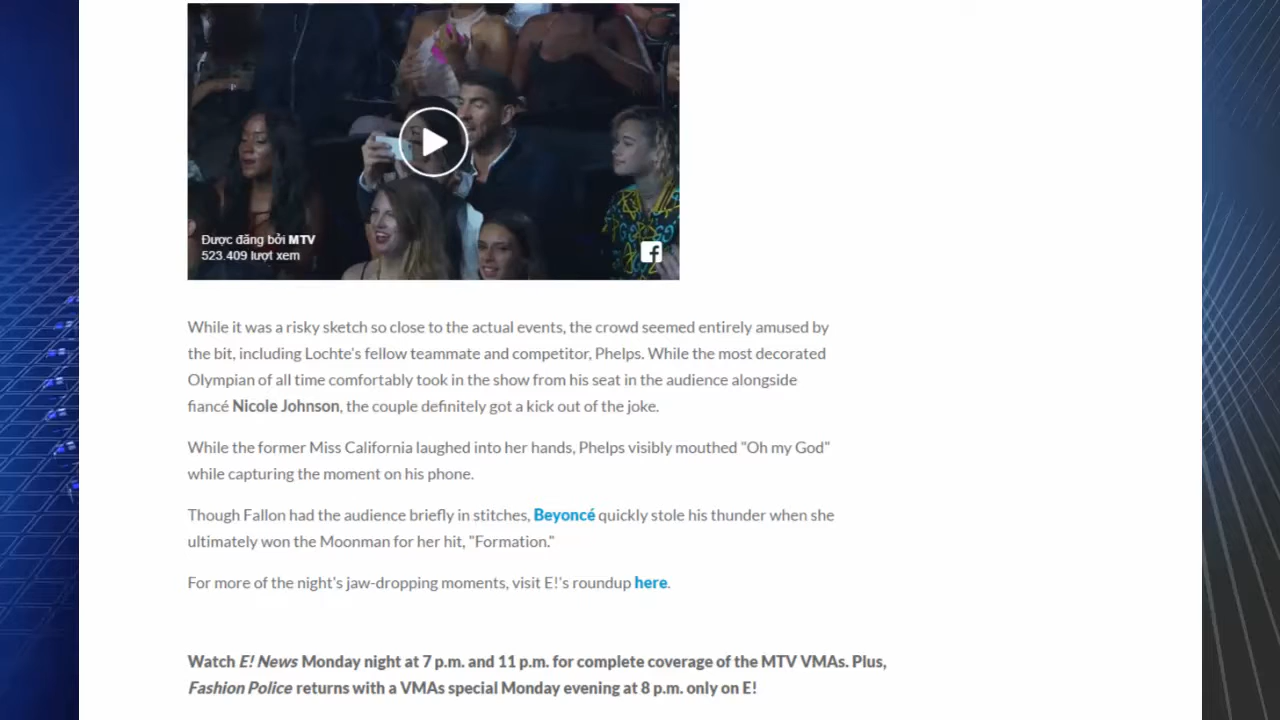 Được đăng bởi MTV
523.409 lượt xem
While it was a risky sketch so close to the actual events, the crowd seemed entirely amused by
the bit, including Lochte's fellow teammate and competitor, Phelps. While the most decorated
Olympian of all time comfortably took in the show from his seat in the audience alongside
fiancé Nicole Johnson, the couple definitely got a kick out of the joke.
While the former Miss California laughed into her hands, Phelps visibly mouthed "Oh my God"
while capturing the moment on his phone.
Though Fallon had the audience briefly in stitches, Beyoncé quickly stole his thunder when she
ultimately won the Moonman for her hit, "Formation."
For more of the night's jaw-dropping moments, visit E!'s roundup here.
Watch E! News Monday night at 7 p.m. and 11 p.m. for complete coverage of the MTV VMAs. Plus,
Fashion Police returns with a VMAs special Monday evening at 8 p.m. only on E!